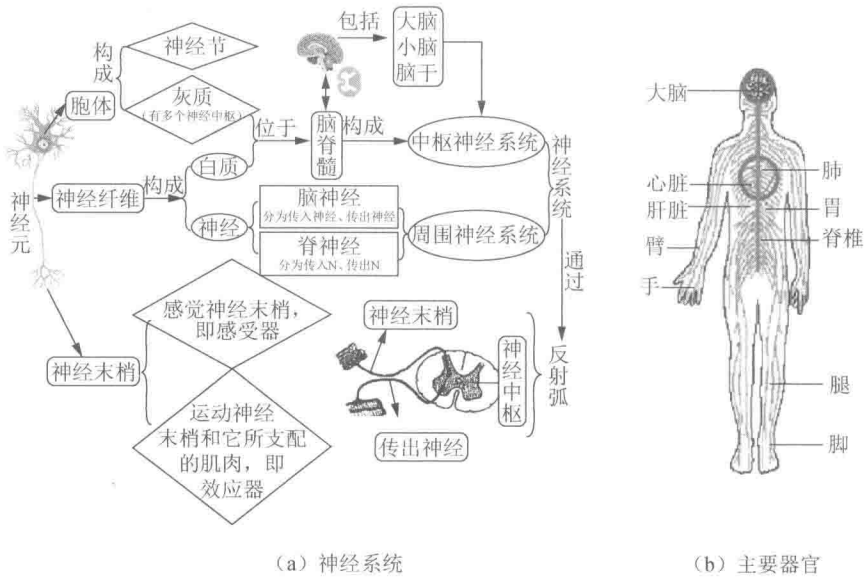 构成
神经节
胞体
灰质
(有多个神经中枢)
包括
大脑
小脑
脑干
位于
脑
脊
髓
构成
中枢神经系统
神经元
神经纤维
构成
白质
神经
脑神经
分为传入神经、传出神经
脊神经
分为传入N、传出N
周围神经系统
神经系统
通过
反射弧
神经末梢
感觉神经末梢,
即感受器
运动神经
末梢和它所支配
的肌肉,即
效应器
神经末梢
神经中枢
传出神经
(a) 神经系统
大脑
肺
心脏
肝脏
胃
臂
脊椎
手
腿
脚
(b) 主要器官